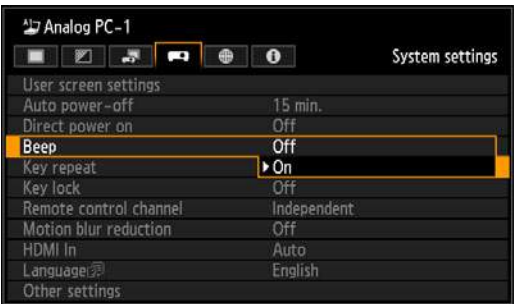 Analog PC-1
System settings
User screen settings
Auto power-off 15 min.
Direct power on Off
Beep Off
Key repeat On
Key lock Off
Remote control channel Independent
Motion blur reduction Off
HDMI In Auto
Language English
Other settings